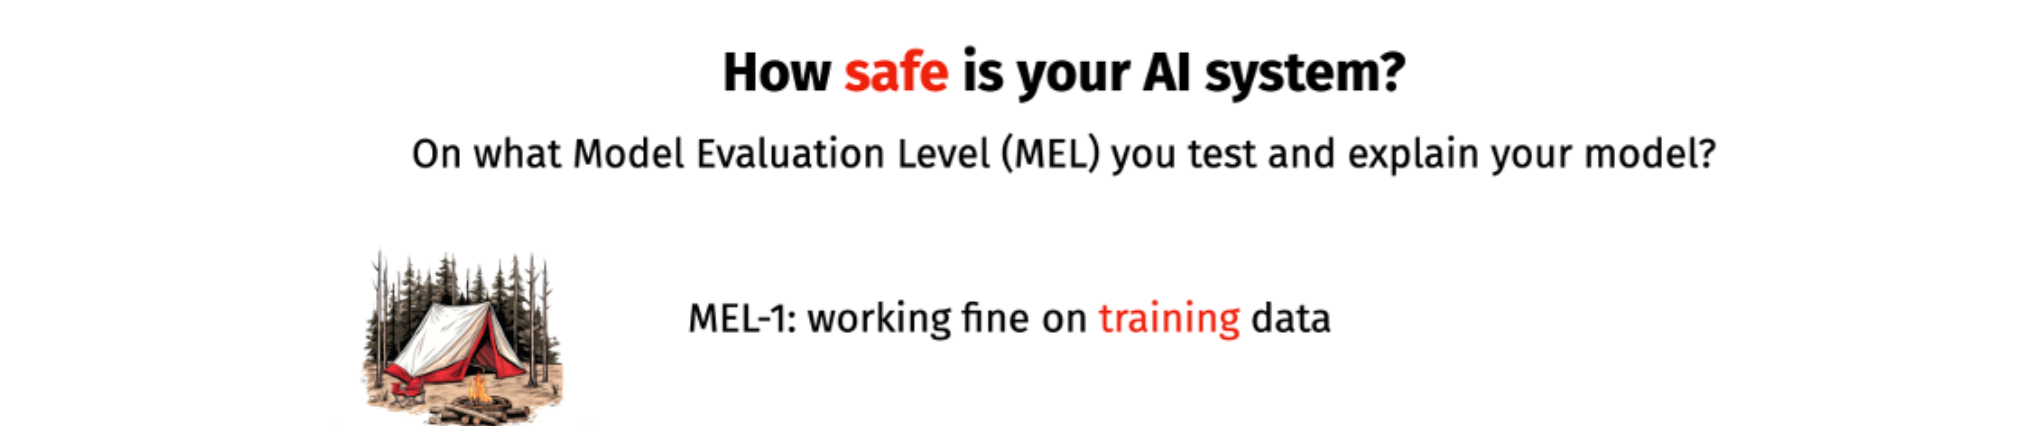 How safe is your AI system?
On what Model Evaluation Level (MEL) you test and explain your model?
MEL-1: working fine on training data